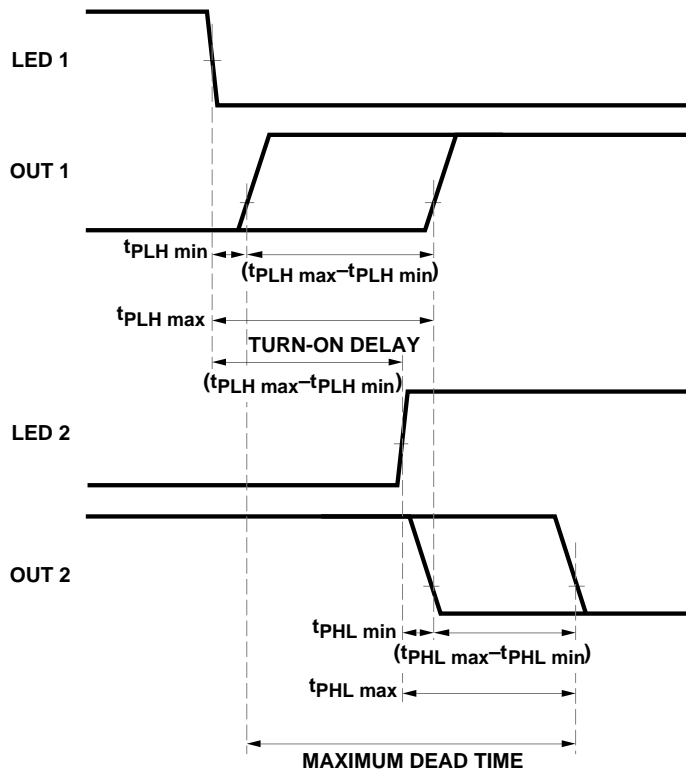 LED 1
OUT 1
tPLH min
(tPLH max–tPLH min)
tPLH max
TURN-ON DELAY
(tPLH max–tPLH min)
LED 2
OUT 2
tPHL min
(tPHL max–tPHL min)
tPHL max
MAXIMUM DEAD TIME